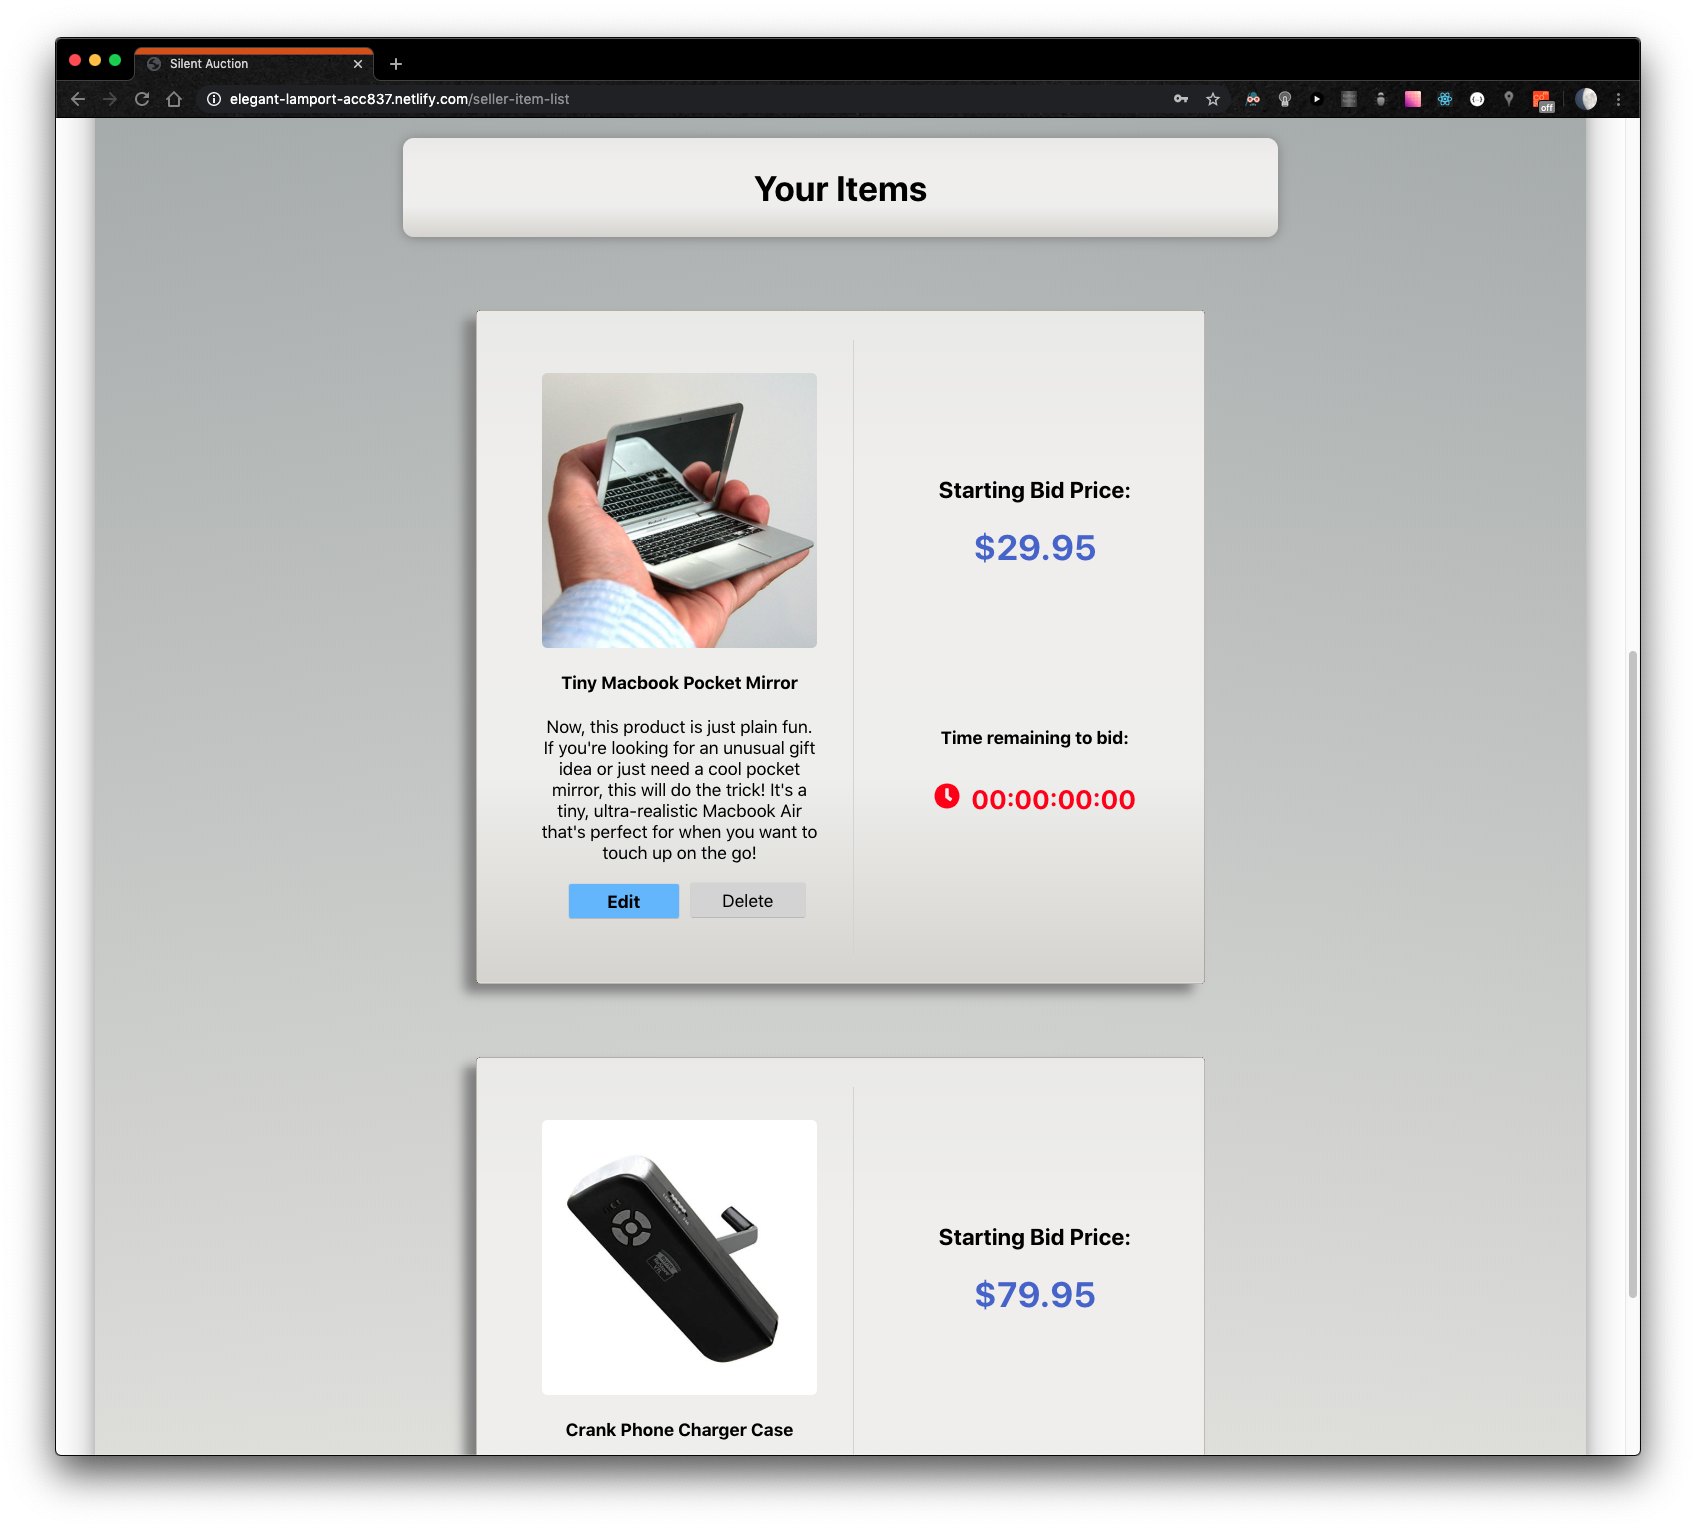 Silent Auction
elegant-lamport-acc837.netlify.com/seller-item-list
off
Your Items
Starting Bid Price:
$29.95
Tiny Macbook Pocket Mirror
Now, this product is just plain fun.
If you're looking for an unusual gift
idea or just need a cool pocket
mirror, this will do the trick! It's a
tiny, ultra-realistic Macbook Air
that's perfect for when you want to
touch up on the go!
Edit
Delete
Time remaining to bid:
00:00:00:00
Starting Bid Price:
$79.95
Crank Phone Charger Case